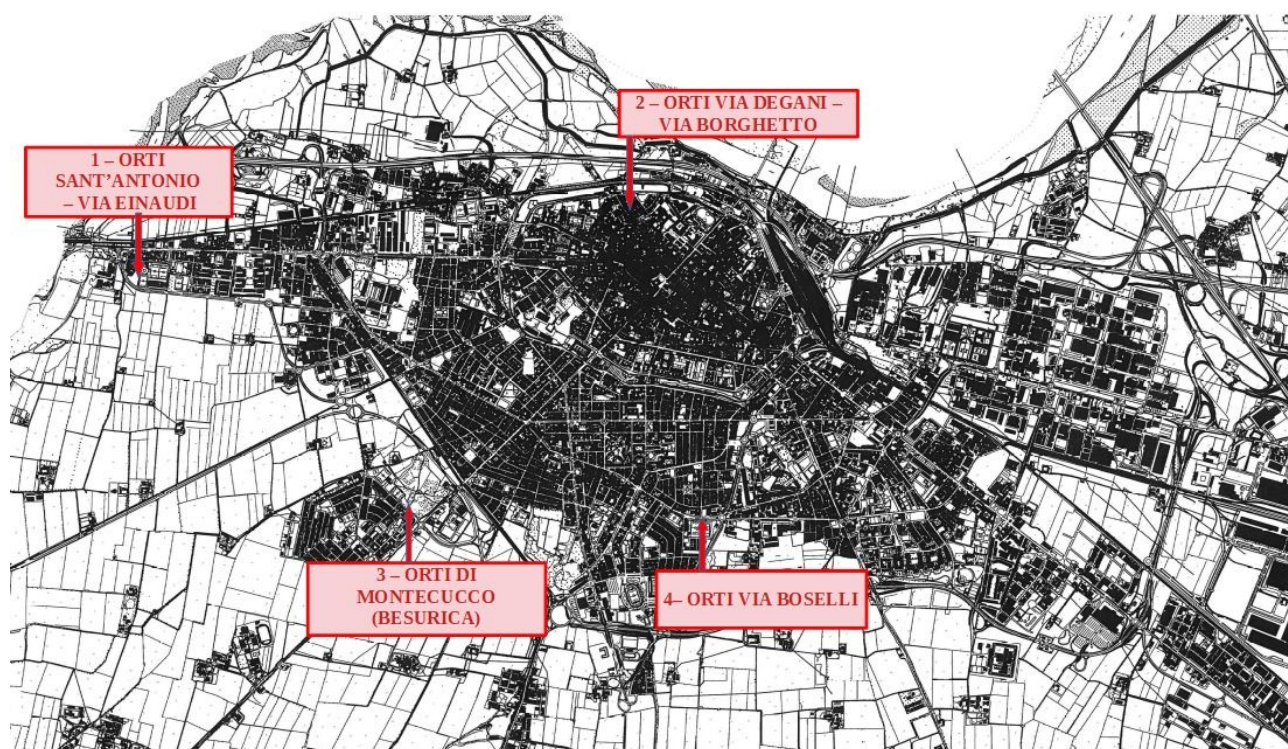 1 – ORTI
SANT’ANTONIO
– VIA EINAUDI
2 – ORTI VIA DEGANI –
VIA BORGHETTO
3 – ORTI DI
MONTECUCCO
(BESURICA)
4– ORTI VIA BOSELLI